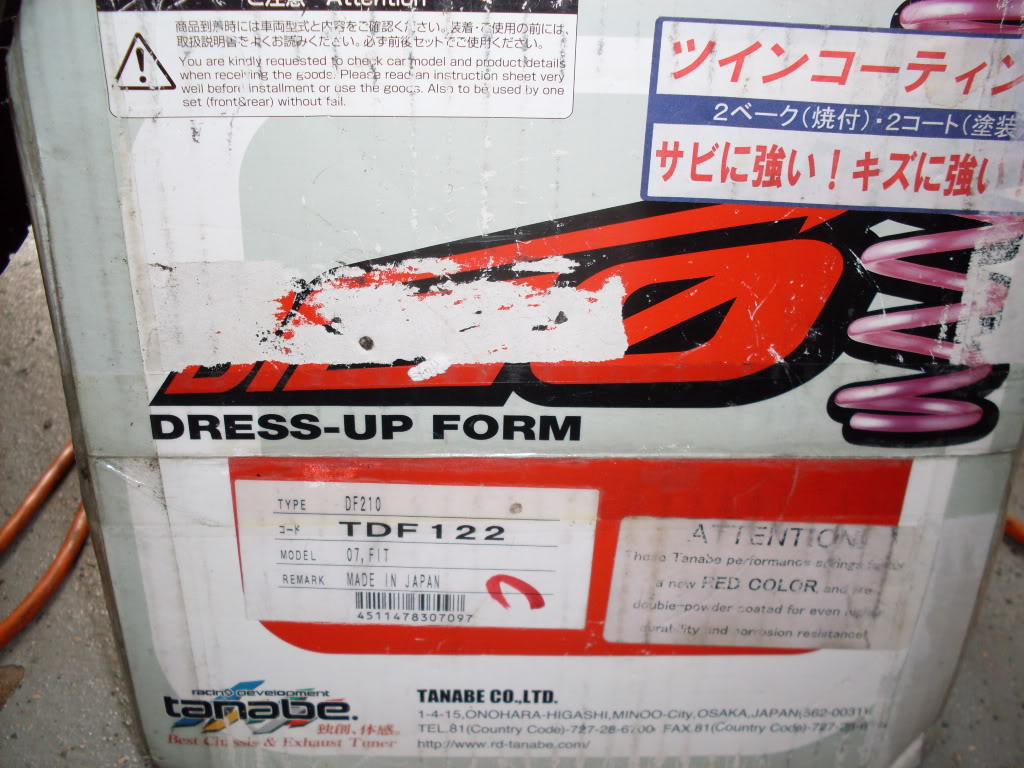 ご注意 Attention
商品到着時には車両型式と内容をご確認ください。装着・ご使用の前には、
取扱説明書をよくお読みください。必ず前後セットでご使用ください。
You are kindly requested to check car model and product details
when receiving the goods. Please read an instruction sheet very
well before installment or use the goods. Also to be used by one
set (front&rear) without fail.
ツインコーティン
2ベーク(焼付)・2コート(塗装
サビに強い!キズに強い
DRESS-UP FORM
TYPE DF210
コード TDF122
MODEL 07,FIT
REMARK MADE IN JAPAN
4511478307097
ATTENTION
These Tanabe performance springs
a new RED COLOR, and are
double-powder coated for even
durability and corrosion resistance!
racing development
tanabe.
独創、体感。
Best Chassis & Exhaust Tuner
TANABE CO.,LTD.
1-4-15,ONOHARA-HIGASHI,MINOO-City,OSAKA,JAPAN(562-0031)
TEL.81(Country Code)-727-28-6700 FAX.81(Country Code)-727-28-6
http://www.rd-tanabe.com/